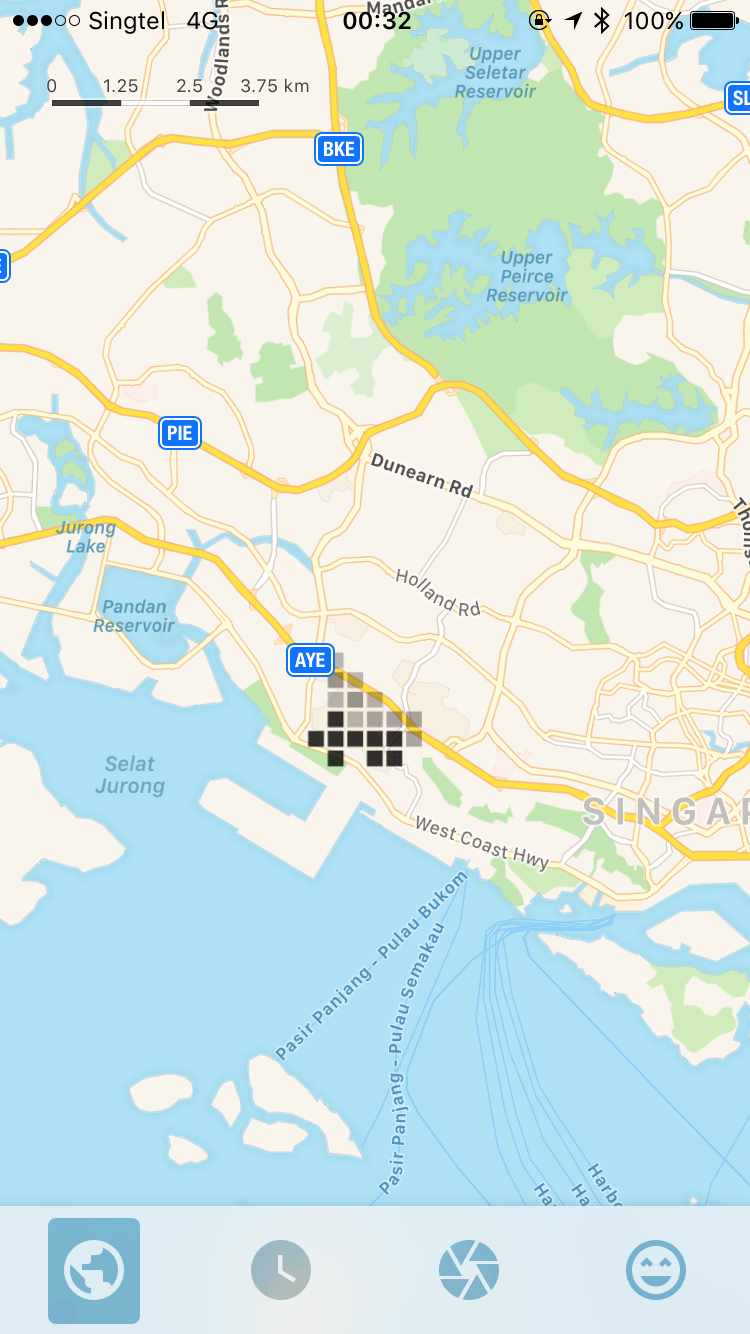 Singtel 4G 00:32 100%
Mandai
0 1.25 2.5 3.75 km
Woodlands R
Upper
Seletar
Reservoir
SL
BKE
Upper
Peirce
Reservoir
E
PIE
Dunearn Rd
Thoms
Jurong
Lake
Holland Rd
Pandan
Reservoir
AYE
Selat
Jurong
SINGAP
West Coast Hwy
Pasir Panjang - Pulau Bukom
Pasir Panjang - Pulau Semakau
Ha
Ha
Harbo